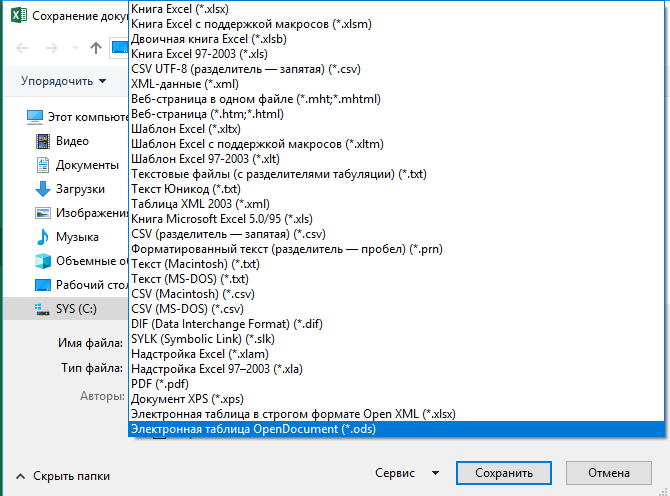 Сохранение
Книга Excel (*.xlsx)
Книга Excel с поддержкой макросов (*.xlsm)
Двоичная книга Excel (*.xlsb)
Книга Excel 97-2003 (*.xls)
CSV UTF-8 (разделитель — запятая) (*.csv)
XML-данные (*.xml)
Веб-страница в одном файле (*.mht;*.mhtml)
Веб-страница (*.htm;*.html)
Шаблон Excel (*.xltx)
Шаблон Excel с поддержкой макросов (*.xltm)
Шаблон Excel 97-2003 (*.xlt)
Текстовые файлы (с разделителями табуляции) (*.txt)
Текст Юникод (*.txt)
Таблица XML 2003 (*.xml)
Книга Microsoft Excel 5.0/95 (*.xls)
CSV (разделитель — запятая) (*.csv)
Форматированный текст (разделитель — пробел) (*.prn)
Текст (Macintosh) (*.txt)
Текст (MS-DOS) (*.txt)
CSV (Macintosh) (*.csv)
CSV (MS-DOS) (*.csv)
DIF (Data Interchange Format) (*.dif)
SYLK (Symbolic Link) (*.slk)
Надстройка Excel (*.xlam)
Надстройка Excel 97–2003 (*.xla)
PDF (*.pdf)
Документ XPS (*.xps)
Электронная таблица в строгом формате Open XML (*.xlsx)
Электронная таблица OpenDocument (*.ods)
Упорядочить
Этот
Видео
Документы
Загрузки
Изображения
Музыка
Объемные
Рабочий
SYS (C:)
Имя файла:
Тип файла:
Авторы:
Скрыть папки
Сервис
Сохранить
Отмена